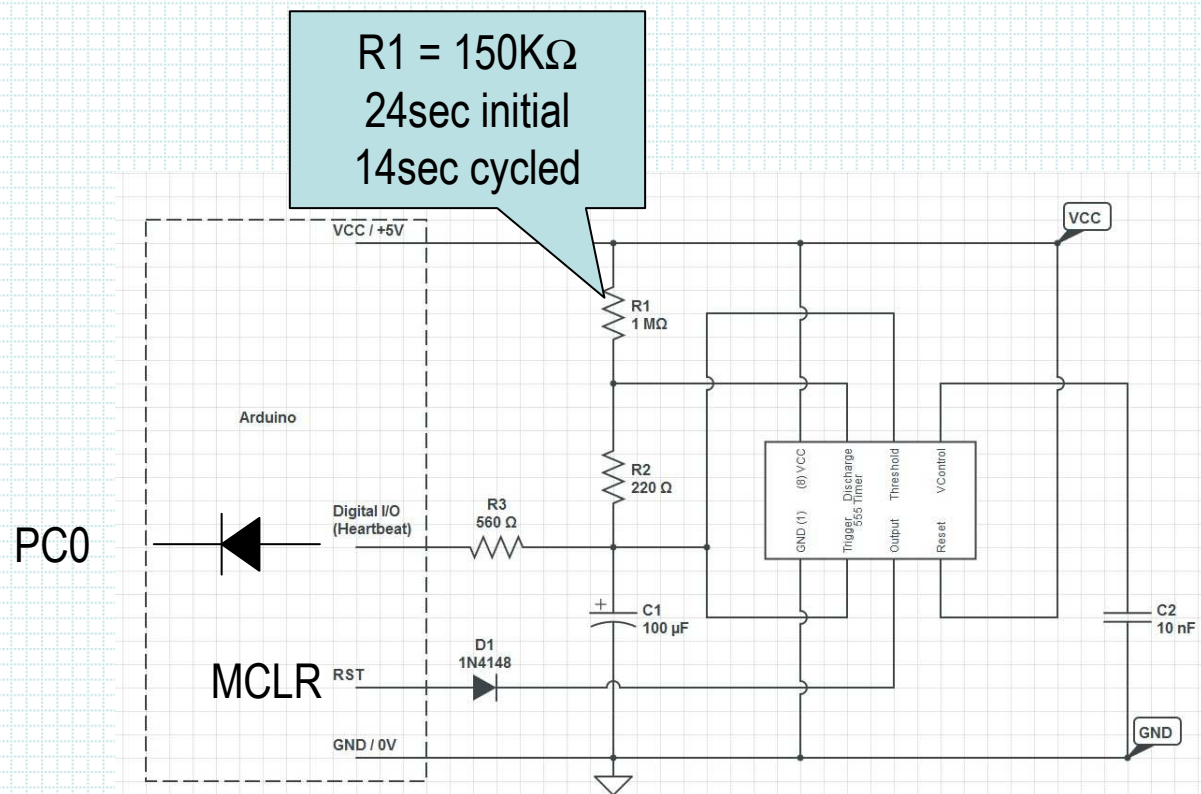 R1 = 150KΩ
24sec initial
14sec cycled
VCC / +5V
VCC
R1
1 MΩ
Arduino
R2
220 Ω
(8) VCC
Discharge
Threshold
VControl
555 Timer
GND (1)
Trigger
Output
Reset
PC0
Digital I/O
(Heartbeat)
R3
560 Ω
+
C1
100 µF
C2
10 nF
D1
1N4148
MCLR
RST
GND / 0V
GND